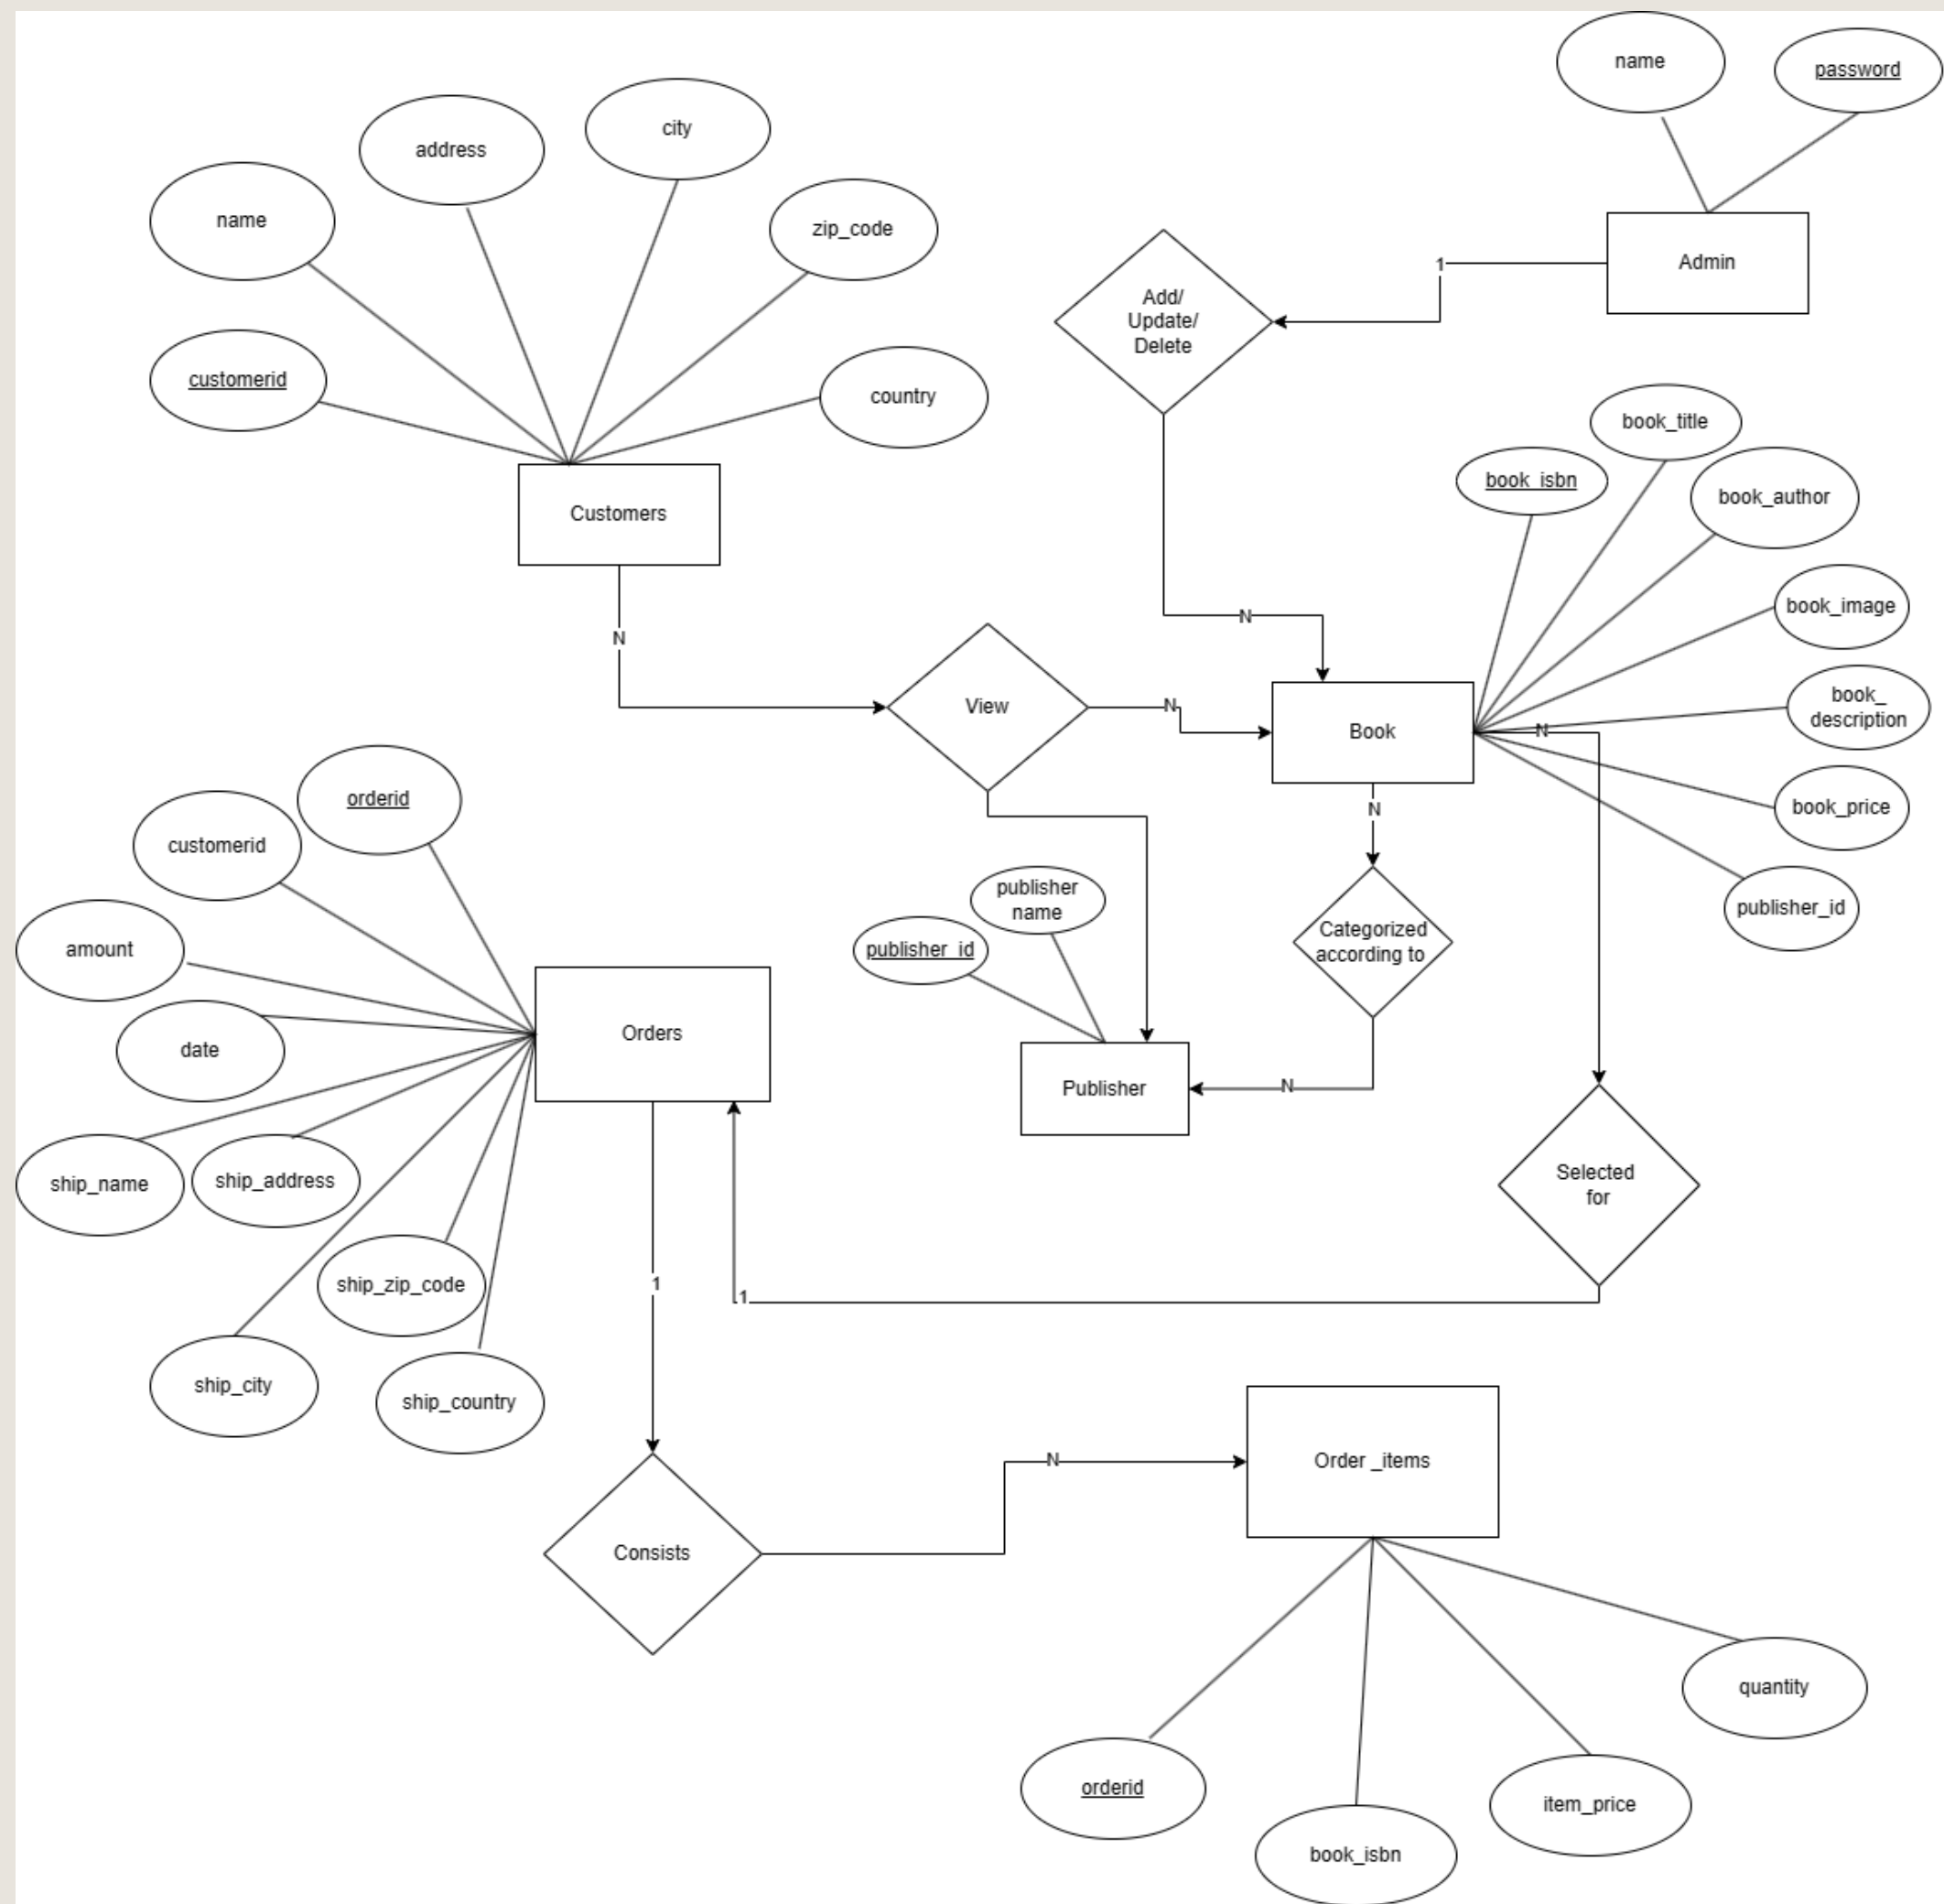 name
password
city
address
zip_code
name
Admin
1
Add/
Update/
Delete
customerid
country
book_title
book_isbn
book_author
Customers
book_image
N
N
View
N
book_
description
Book
N
orderid
customerid
N
book_price
publisher
name
publisher_id
amount
publisher_id
Categorized
according to
Orders
date
Publisher
N
ship_name
ship_address
Selected
for
ship_zip_code
1
1
ship_city
ship_country
N
Order _items
Consists
quantity
orderid
item_price
book_isbn